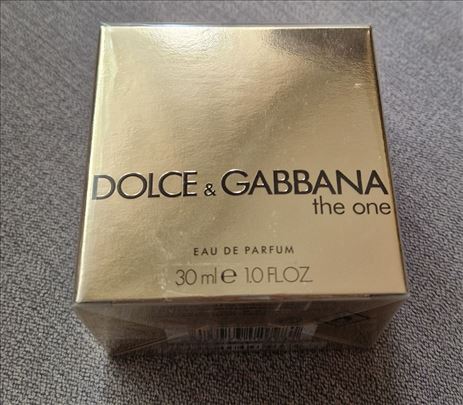 DOLCE & GABBANA
the one
EAU DE PARFUM
30 ml e 1.0 FL.OZ.